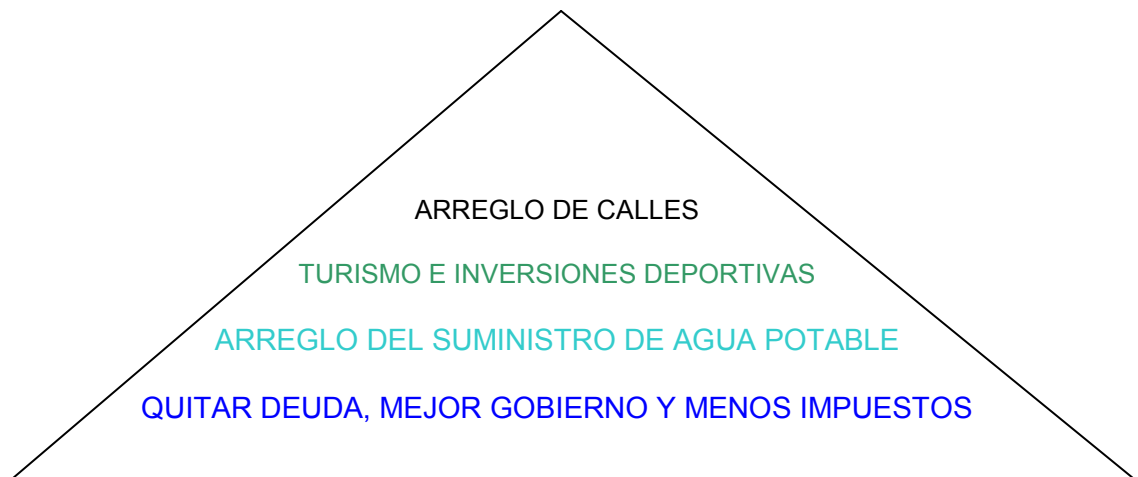 ARREGLO DE CALLES
TURISMO E INVERSIONES DEPORTIVAS
ARREGLO DEL SUMINISTRO DE AGUA POTABLE
QUITAR DEUDA, MEJOR GOBIERNO Y MENOS IMPUESTOS